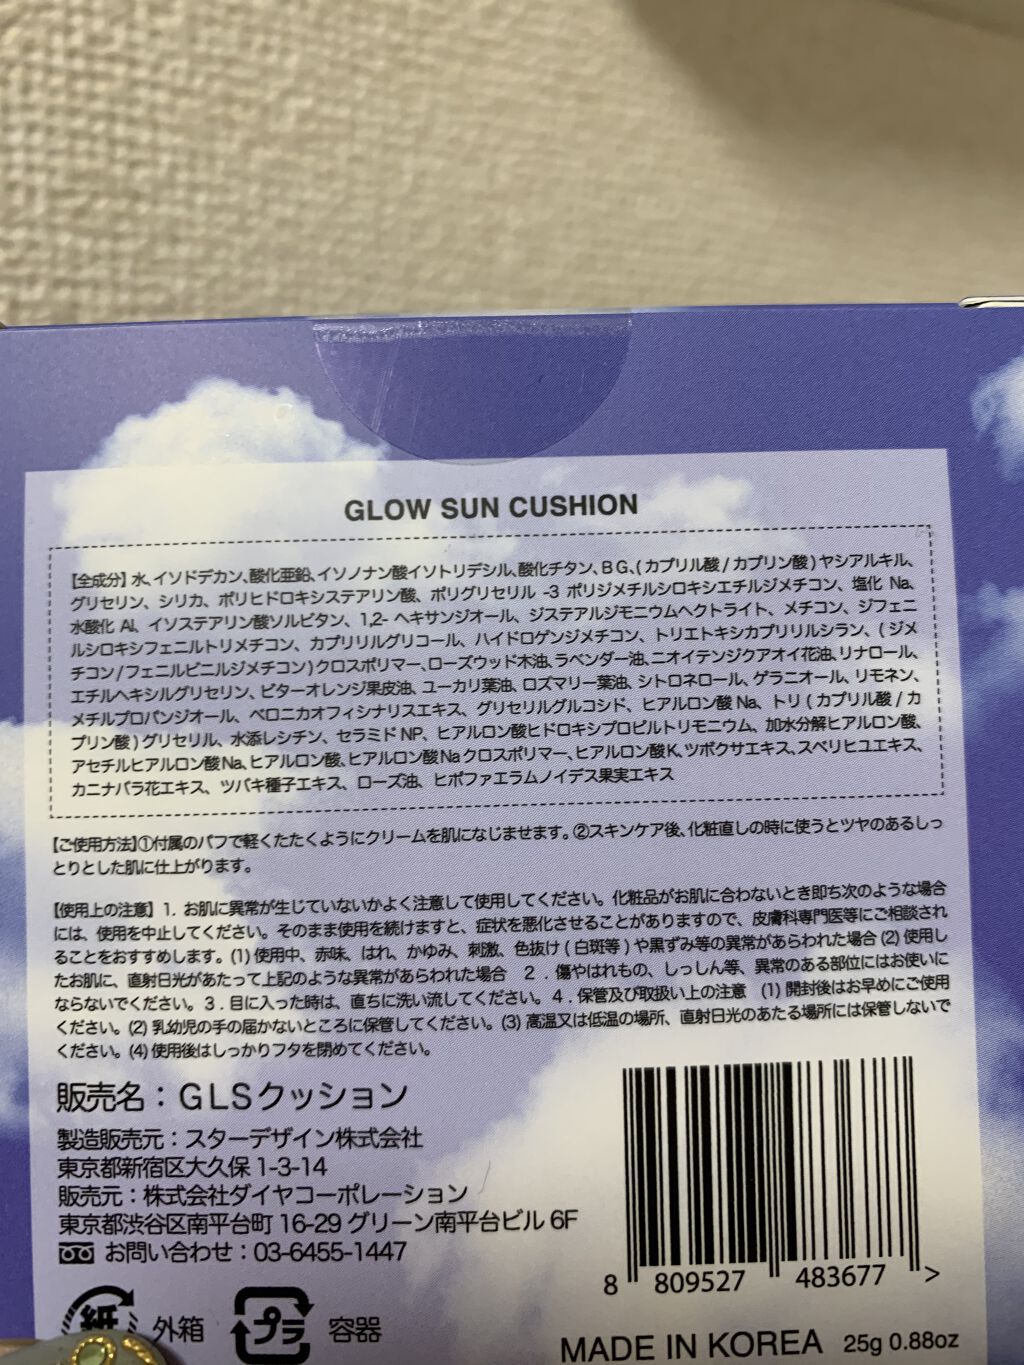 GLOW SUN CUSHION
【全成分】水、イソドデカン、酸化亜鉛、イソノナン酸イソトリデシル、酸化チタン、BG、(カプリル酸/カプリン酸)ヤシアルキル、
グリセリン、シリカ、ポリヒドロキシステアリン酸、ポリグリセリル-3ポリジメチルシロキシエチルジメチコン、塩化Na、
水酸化Al、イソステアリン酸ソルビタン、1,2-ヘキサンジオール、ジステアルジモニウムヘクトライト、メチコン、ジフェニ
ルシロキシフェニルトリメチコン、カプリリルグリコール、ハイドロゲンジメチコン、トリエトキシカプリリルシラン、(ジメ
チコン/フェニルビニルジメチコン)クロスポリマー、ローズウッド木油、ラベンダー油、ニオイテンジクアオイ花油、リナロール、
エチルヘキシルグリセリン、ビターオレンジ果皮油、ユーカリ葉油、ローズマリー葉油、シトロネロール、ゲラニオール、リモネン、
メチルプロパンジオール、ベロニカオフィシナリスエキス、グリセリルグルコシド、ヒアルロン酸Na、トリ(カプリル酸/カ
プリン酸)グリセリル、水添レシチン、セラミドNP、ヒアルロン酸ヒドロキシプロピルトリモニウム、加水分解ヒアルロン酸、
アセチルヒアルロン酸Na、ヒアルロン酸、ヒアルロン酸Naクロスポリマー、ヒアルロン酸K、ツボクサエキス、スベリヒユエキス、
カニナバラ花エキス、ツバキ種子エキス、ローズ油、ヒポファエラムノイデス果実エキス
【ご使用方法】①付属のパフで軽くたたくようにクリームを肌になじませます。②スキンケア後、化粧直しの時に使うとツヤのあるしっ
とりとした肌に仕上がります。
【使用上の注意】1. お肌に異常が生じていないかよく注意して使用してください。化粧品がお肌に合わないとき即ち次のような場合
には、使用を中止してください。そのまま使用を続けますと、症状を悪化させることがありますので、皮膚科専門医等にご相談され
ることをおすすめします。(1) 使用中、赤味、はれ、かゆみ、刺激、色抜け(白斑等)や黒ずみ等の異常があらわれた場合 (2) 使用し
たお肌に、直射日光があたって上記のような異常があらわれた場合 2．傷やはれもの、しっしん等、異常のある部位にはお使いに
ならないでください。3．目に入った時は、直ちに洗い流してください。4．保管及び取扱い上の注意 (1) 開封後はお早めにご使用
ください。(2) 乳幼児の手の届かないところに保管してください。(3) 高温又は低温の場所、直射日光のあたる場所には保管しないで
ください。(4) 使用後はしっかりフタを閉めてください。
販売名：GLSクッション
製造販売元：スターデザイン株式会社
東京都新宿区大久保 1-3-14
販売元：株式会社ダイヤコーポレーション
東京都渋谷区南平台町 16-29 グリーン南平台ビル 6F
お問い合わせ：03-6455-1447
8 809527 483677 >
紙 外箱 プラ 容器
MADE IN KOREA 25g 0.88oz